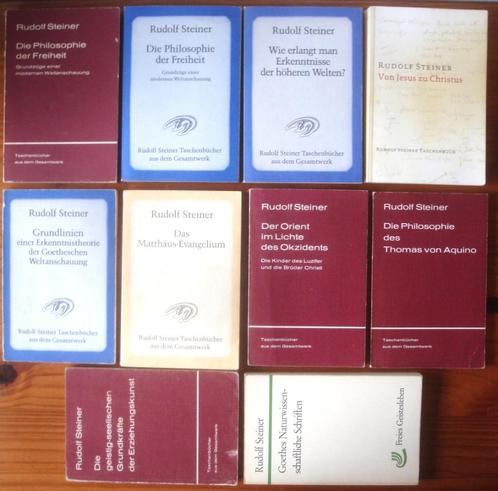 Rudolf Steiner
Die Philosophie
der Freiheit
Grundzüge einer
modernen Weltanschauung
Taschenbücher
aus dem Gesamtwerk
Rudolf Steiner
Die Philosophie
der Freiheit
Grundzüge einer
modernen Weltanschauung
Rudolf Steiner Taschenbücher
aus dem Gesamtwerk
Rudolf Steiner
Wie erlangt man
Erkenntnisse
der höheren Welten?
Rudolf Steiner Taschenbücher
aus dem Gesamtwerk
RUDOLF STEINER
Von Jesus zu Christus
RUDOLF STEINER TASCHENBUCH
Rudolf Steiner
Grundlinien
einer Erkenntnistheorie
der Goetheschen
Weltanschauung
Rudolf Steiner Taschenbücher
aus dem Gesamtwerk
Rudolf Steiner
Das
Matthäus-Evangelium
Rudolf Steiner Taschenbücher
aus dem Gesamtwerk
Rudolf Steiner
Der Orient
im Lichte
des Okzidents
Die Kinder des Luzifer
und die Brüder Christi
Taschenbücher
aus dem Gesamtwerk
Rudolf Steiner
Die Philosophie
des
Thomas von Aquino
Taschenbücher
aus dem Gesamtwerk
Rudolf Steiner
Die
geistig-seelischen
Grundkräfte
der Erziehungskunst
Taschenbücher
aus dem Gesamtwerk
Rudolf Steiner
Goethes Naturwissen-
schaftliche Schriften
Freies Geistesleben